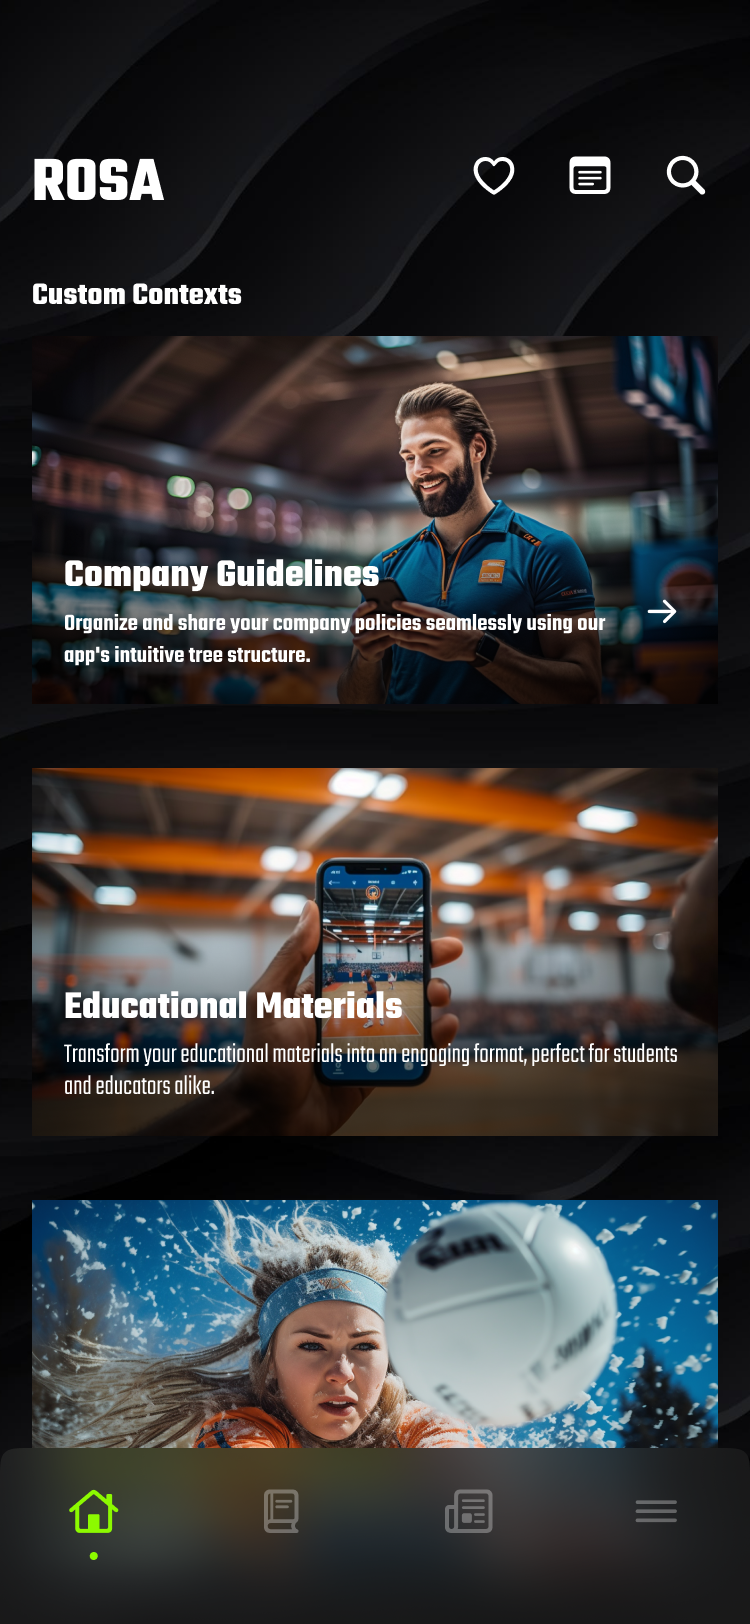 ROSA
Custom Contexts
Company Guidelines
Organize and share your company policies seamlessly using our
app's intuitive tree structure.
Educational Materials
Transform your educational materials into an engaging format, perfect for students
and educators alike.